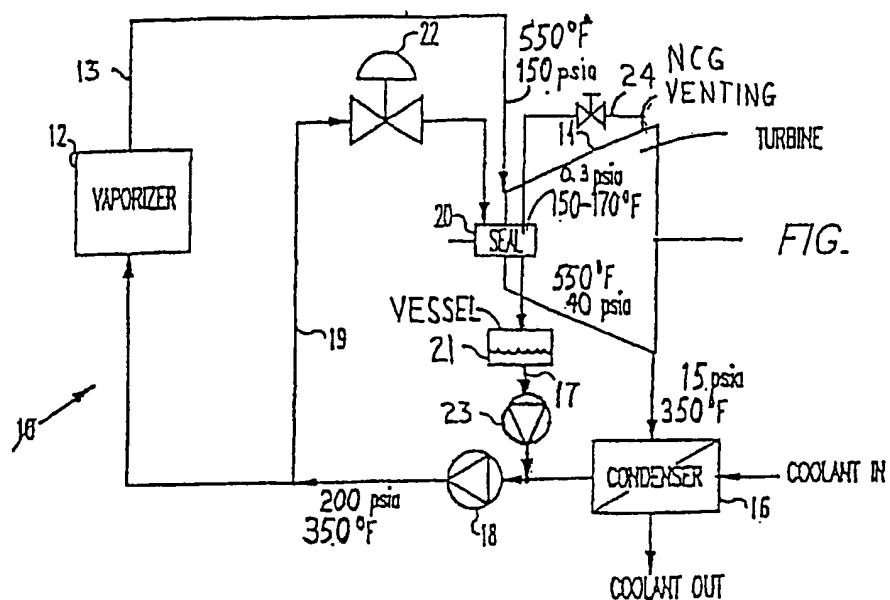 22
550°F
150 psia
NCG
24 VENTING
13
14
TURBINE
12
0.3 psia
150-170°F
VAPORIZER
20
SEAL
FIG.
550°F
40 psia
VESSEL
21
19
17
15 psia
350°F
23
10
CONDENSER
COOLANT IN
200 psia
350°F
18
16
COOLANT OUT